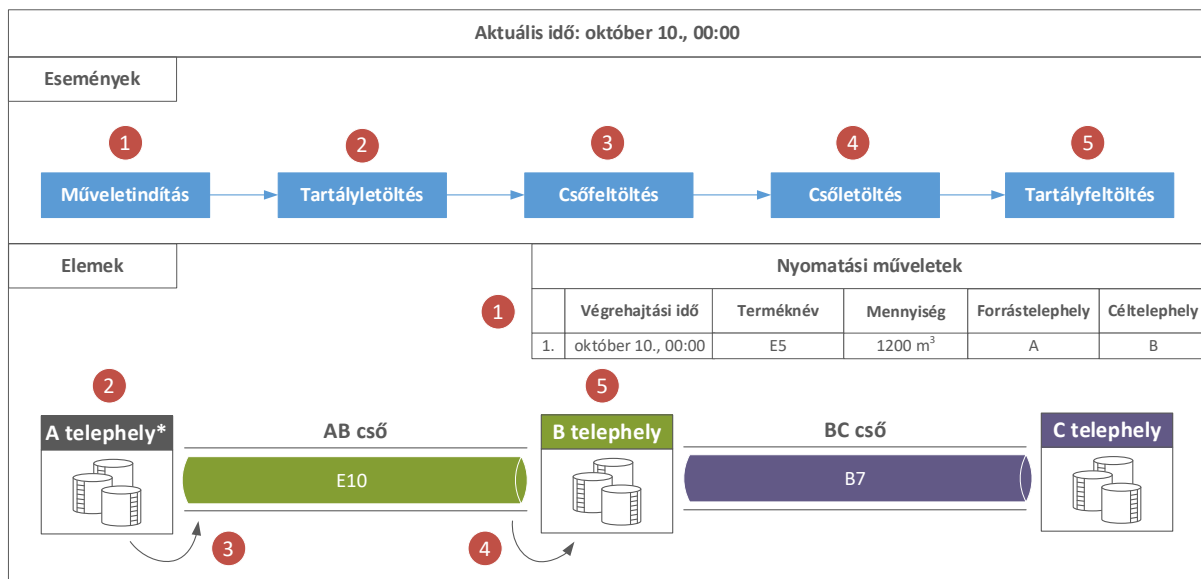 Aktuális idő: október 10., 00:00
Események
1 2 3 4 5
Műveletindítás Tartályletöltés Csőfeltöltés Csőletöltés Tartályfeltöltés
Elemek
Nyomatási műveletek
1
Végrehajtási idő Terméknév Mennyiség Forrástelephely Céltelephely
1. október 10., 00:00 E5 1200 m³ A B
2 5
A telephely* AB cső B telephely BC cső C telephely
E10 B7
3 4